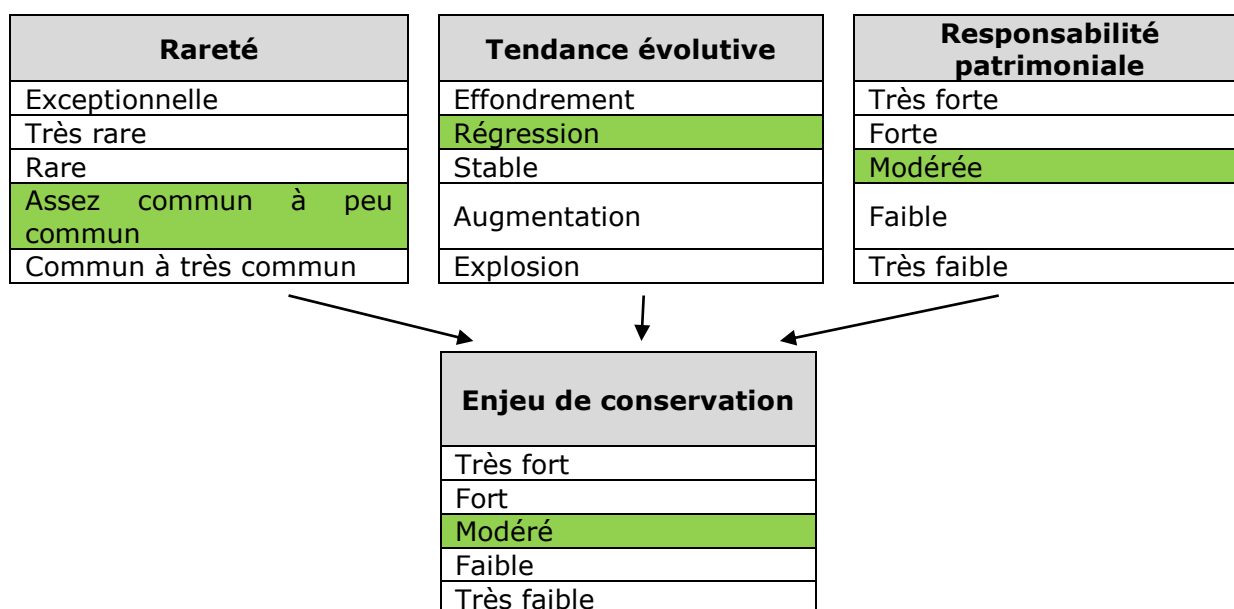 Rareté
Exceptionnelle
Très rare
Rare
Assez commun à peu
commun
Commun à très commun
Tendance évolutive
Effondrement
Régression
Stable
Augmentation
Explosion
Responsabilité
patrimoniale
Très forte
Forte
Modérée
Faible
Très faible
Enjeu de conservation
Très fort
Fort
Modéré
Faible
Très faible